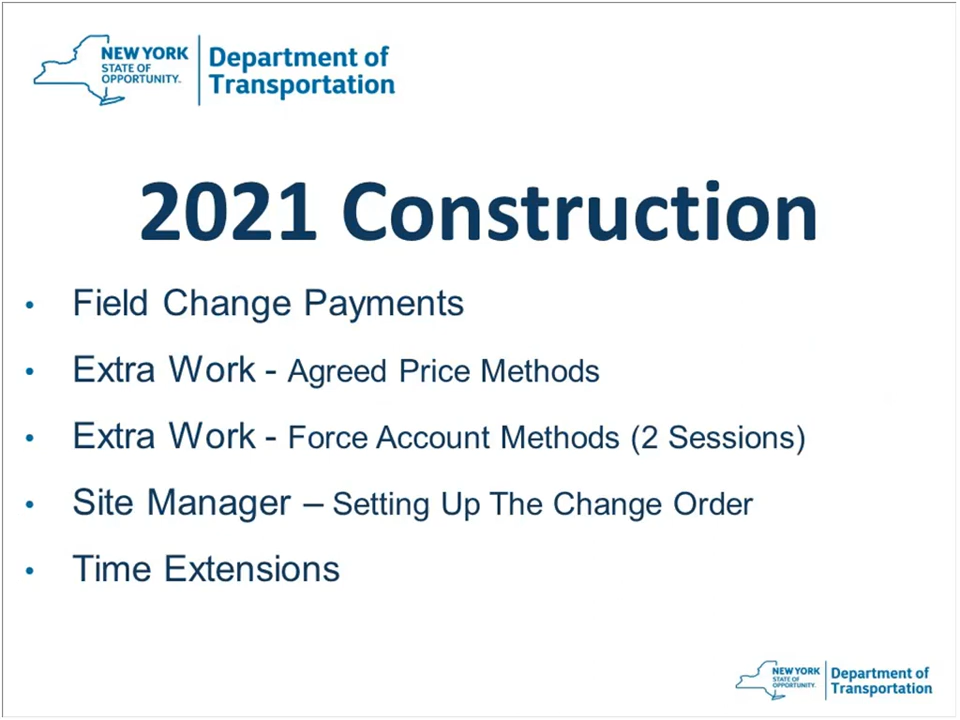 NEW YORK
STATE OF
OPPORTUNITY.
Department of
Transportation
2021 Construction
• Field Change Payments
• Extra Work - Agreed Price Methods
• Extra Work - Force Account Methods (2 Sessions)
• Site Manager – Setting Up The Change Order
• Time Extensions
NEW YORK
STATE OF
OPPORTUNITY.
Department of
Transportation